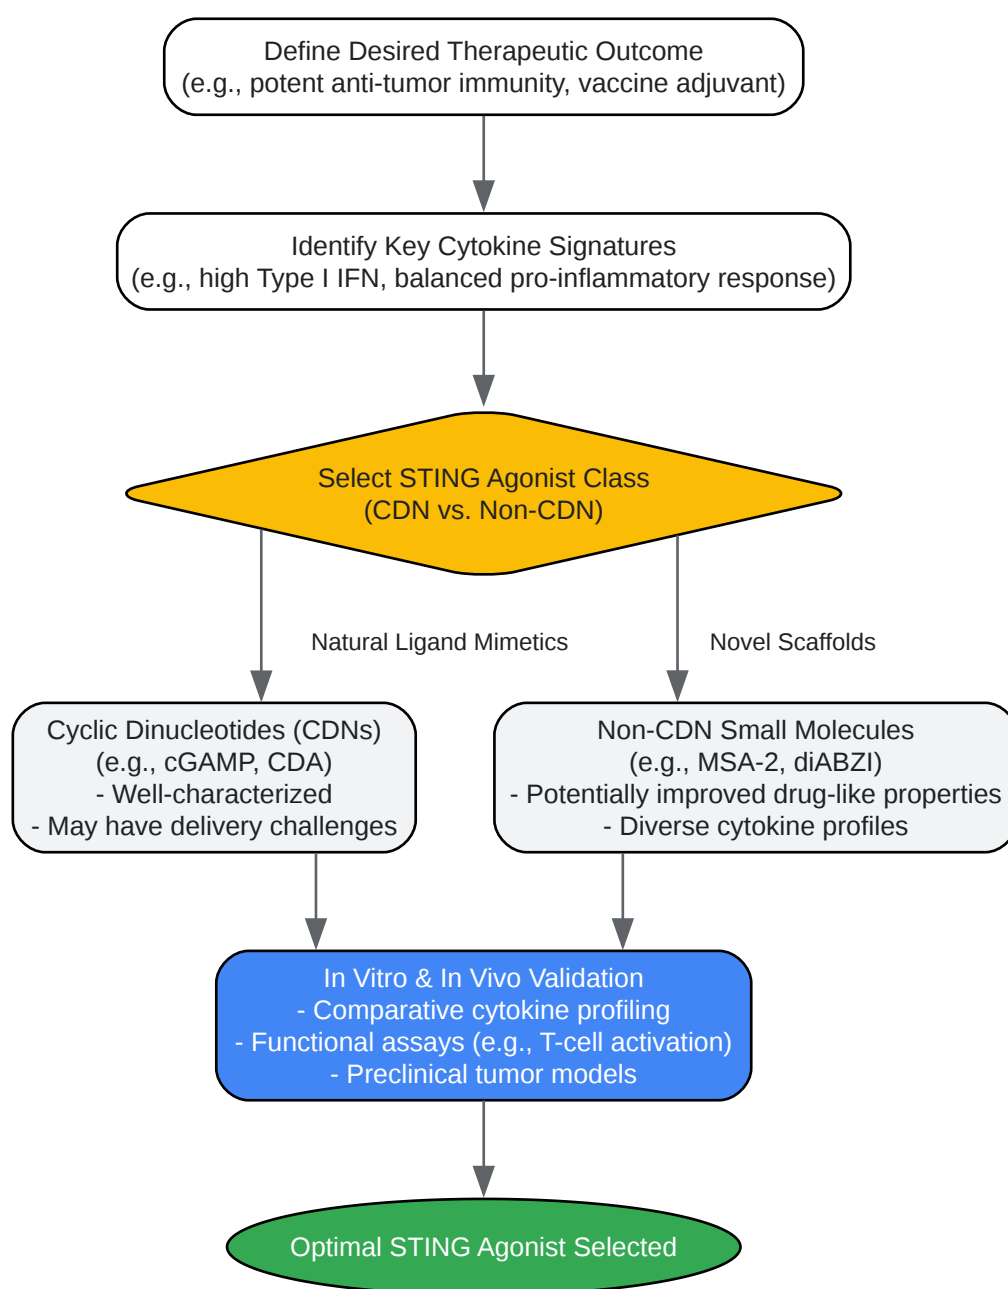 Define Desired Therapeutic Outcome
(e.g., potent anti-tumor immunity, vaccine adjuvant)
Identify Key Cytokine Signatures
(e.g., high Type I IFN, balanced pro-inflammatory response)
Select STING Agonist Class
(CDN vs. Non-CDN)
Natural Ligand Mimetics
Novel Scaffolds
Cyclic Dinucleotides (CDNs)
(e.g., cGAMP, CDA)
- Well-characterized
- May have delivery challenges
Non-CDN Small Molecules
(e.g., MSA-2, diABZI)
- Potentially improved drug-like properties
- Diverse cytokine profiles
In Vitro & In Vivo Validation
- Comparative cytokine profiling
- Functional assays (e.g., T-cell activation)
- Preclinical tumor models
Optimal STING Agonist Selected